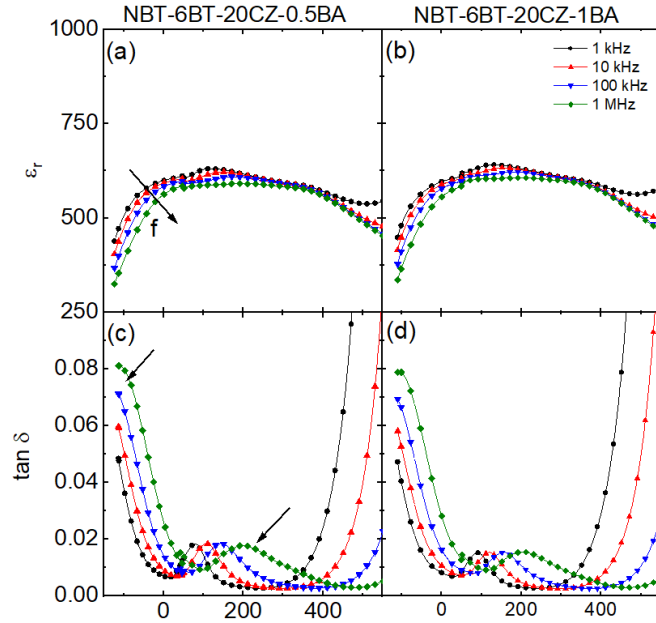 NBT-6BT-20CZ-0.5BA NBT-6BT-20CZ-1BA
1000
(a) (b)
1 kHz
10 kHz
100 kHz
1 MHz
750
εr
500
f
250
(c) (d)
0.08
0.06
tan δ
0.04
0.02
0.00
0 200 400 0 200 400